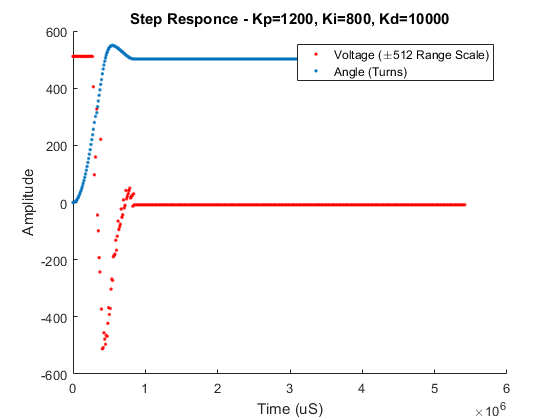 Step Responce - Kp=1200, Ki=800, Kd=10000
600
400
200
0
-200
-400
-600
Amplitude
Voltage (±512 Range Scale)
Angle (Turns)
0 1 2 3 4 5 6
Time (uS)
×10^6